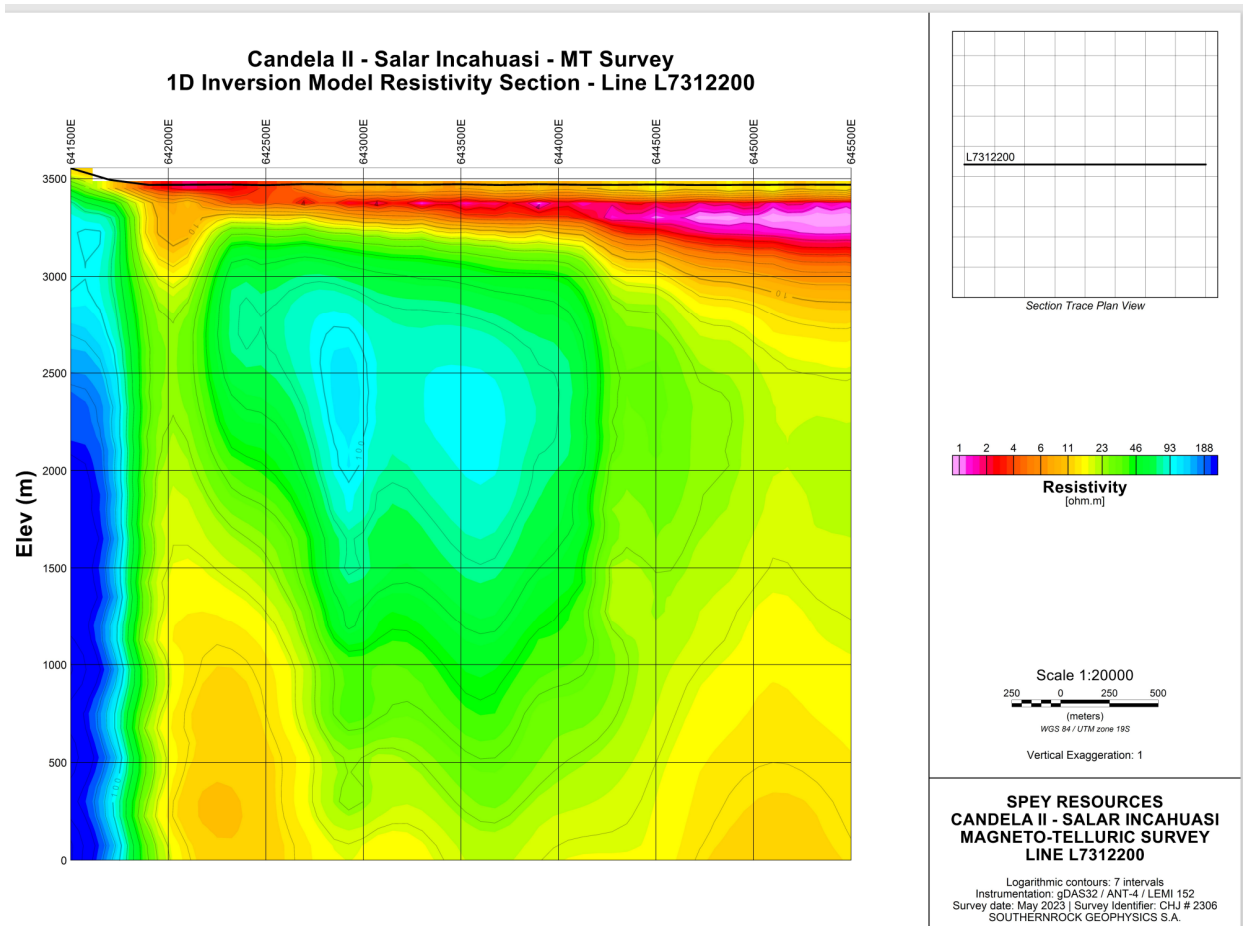 Candela II - Salar Incahuasi - MT Survey
1D Inversion Model Resistivity Section - Line L7312200
641500E
642000E
642500E
643000E
643500E
644000E
644500E
645000E
645500E
3500
3000
2500
2000
1500
1000
500
0
Elev (m)
10
10
100
100
L7312200
Section Trace Plan View
1 2 4 6 11 23 46 93 188
Resistivity
[ohm.m]
Scale 1:20000
250 0 250 500
(meters)
WGS 84 / UTM zone 19S
Vertical Exaggeration: 1
SPEY RESOURCES
CANDELA II - SALAR INCAHUASI
MAGNETO-TELLURIC SURVEY
LINE L7312200
Logarithmic contours: 7 intervals
Instrumentation: gDAS32 / ANT-4 / LEMI 152
Survey date: May 2023 | Survey Identifier: CHJ # 2306
SOUTHERNROCK GEOPHYSICS S.A.